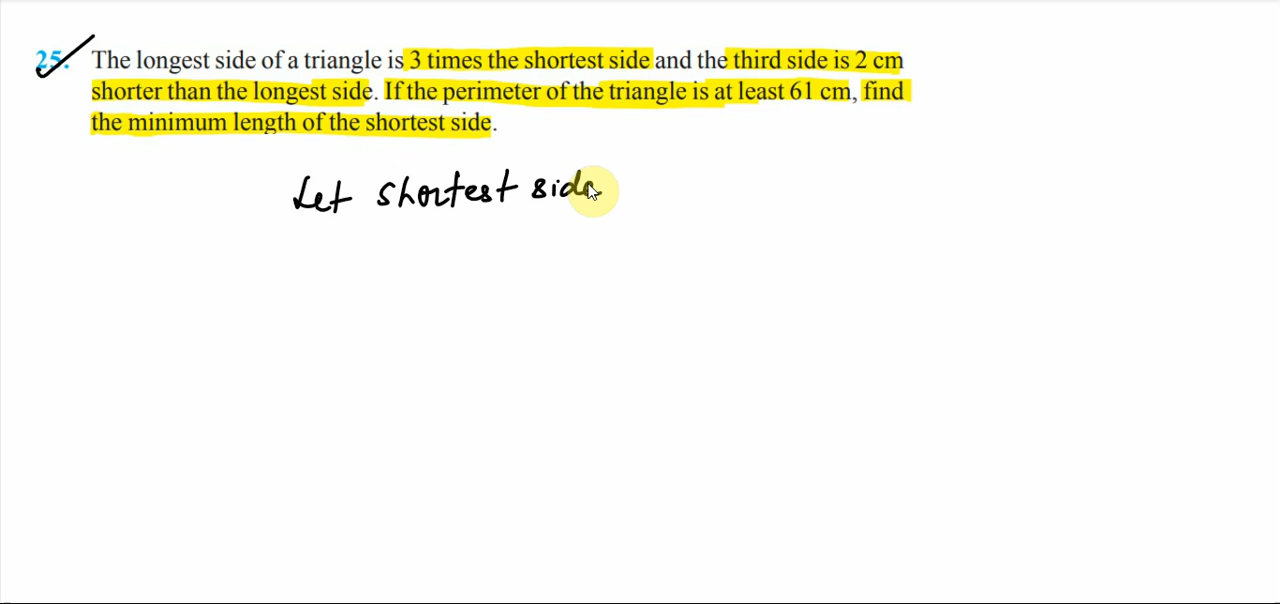 25. The longest side of a triangle is 3 times the shortest side and the third side is 2 cm
shorter than the longest side. If the perimeter of the triangle is at least 61 cm, find
the minimum length of the shortest side.
Let shortest side